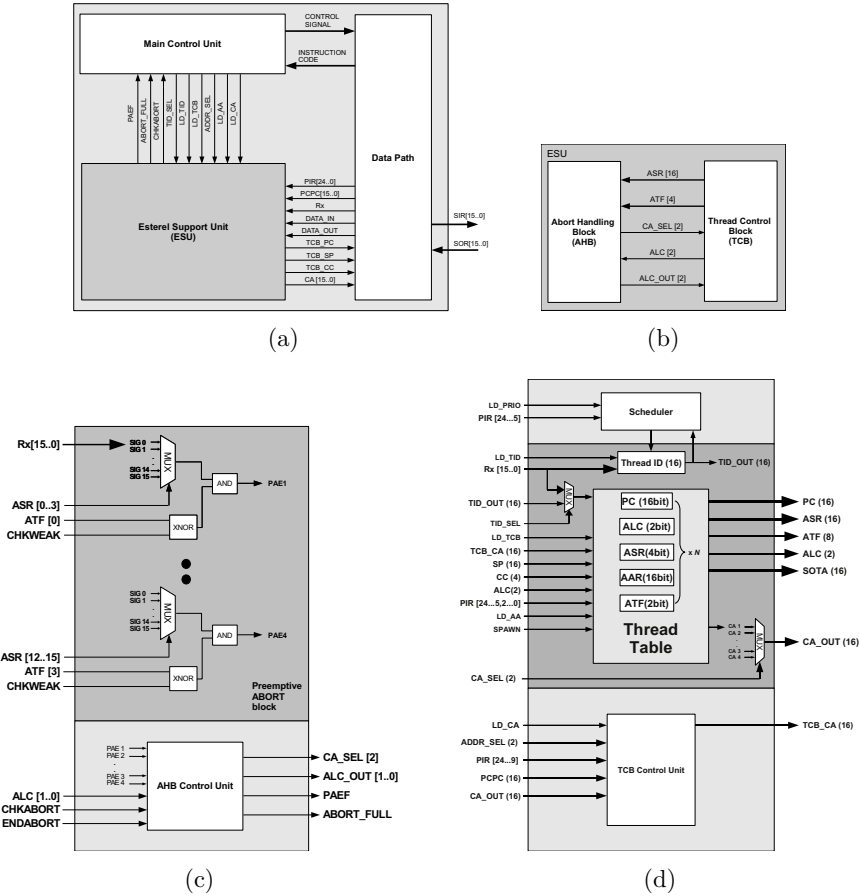 CONTROL
SIGNAL
Main Control Unit
INSTRUCTION
CODE
PAEF
ABORT_FULL
CHKABORT
TID_SEL
LD_TID
LD_TCB
ADDR_SEL
LD_AA
LD_CA
Data Path
Esterel Support Unit
(ESU)
PIR[24..0]
PCPC[15..0]
Rx
DATA_IN
DATA_OUT
TCB_PC
TCB_SP
TCB_CC
CA [15..0]
SIR[15..0]
SOR[15..0]
(a)
ESU
Abort Handling
Block
(AHB)
ASR [16]
ATF [4]
CA_SEL [2]
ALC [2]
ALC_OUT [2]
Thread Control
Block
(TCB)
(b)
Rx[15..0]
SIG 0
SIG 1
.
.
SIG 14
SIG 15
MUX
AND
PAE1
ASR [0..3]
ATF [0]
CHKWEAK
XNOR
SIG 0
SIG 1
.
.
SIG 14
SIG 15
MUX
AND
PAE4
ASR [12..15]
ATF [3]
CHKWEAK
XNOR
Preemptive
ABORT
block
PAE 1
PAE 2
.
.
PAE 3
PAE 4
AHB Control Unit
ALC [1..0]
CHKABORT
ENDABORT
CA_SEL [2]
ALC_OUT [1..0]
PAEF
ABORT_FULL
(c)
LD_PRIO
PIR [24...5]
Scheduler
LD_TID
Rx [15..0]
Thread ID (16)
TID_OUT (16)
TID_OUT (16)
MUX
TID_SEL
LD_TCB
TCB_CA (16)
SP (16)
CC (4)
ALC(2)
PIR [24...5,2...0]
LD_AA
SPAWN
PC (16bit)
ALC (2bit)
ASR(4bit)
AAR(16bit)
ATF(2bit)
x N
Thread
Table
PC (16)
ASR (16)
ATF (8)
ALC (2)
SOTA (16)
CA 1
CA 2
.
.
CA 3
CA 4
MUX
CA_OUT (16)
CA_SEL (2)
LD_CA
ADDR_SEL (2)
PIR [24...9]
PCPC (16)
CA_OUT (16)
TCB Control Unit
TCB_CA (16)
(d)